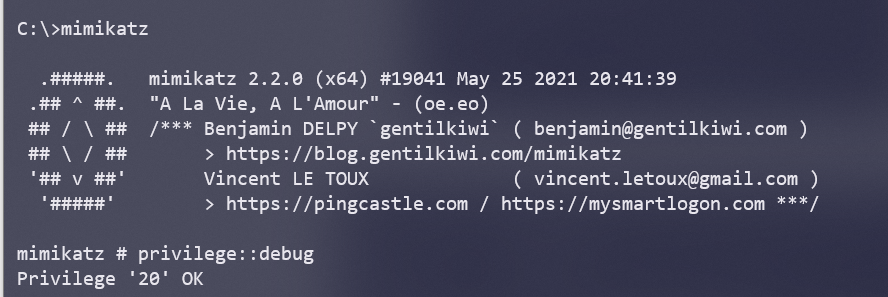 C:\>mimikatz
.#####. mimikatz 2.2.0 (x64) #19041 May 25 2021 20:41:39
.## ^ ##. "A La Vie, A L'Amour" - (oe.eo)
## / \ ## /*** Benjamin DELPY `gentilkiwi` ( benjamin@gentilkiwi.com )
## \ / ## > https://blog.gentilkiwi.com/mimikatz
'## v ##' Vincent LE TOUX ( vincent.letoux@gmail.com )
'#####' > https://pingcastle.com / https://mysmartlogon.com ***/
mimikatz # privilege::debug
Privilege '20' OK